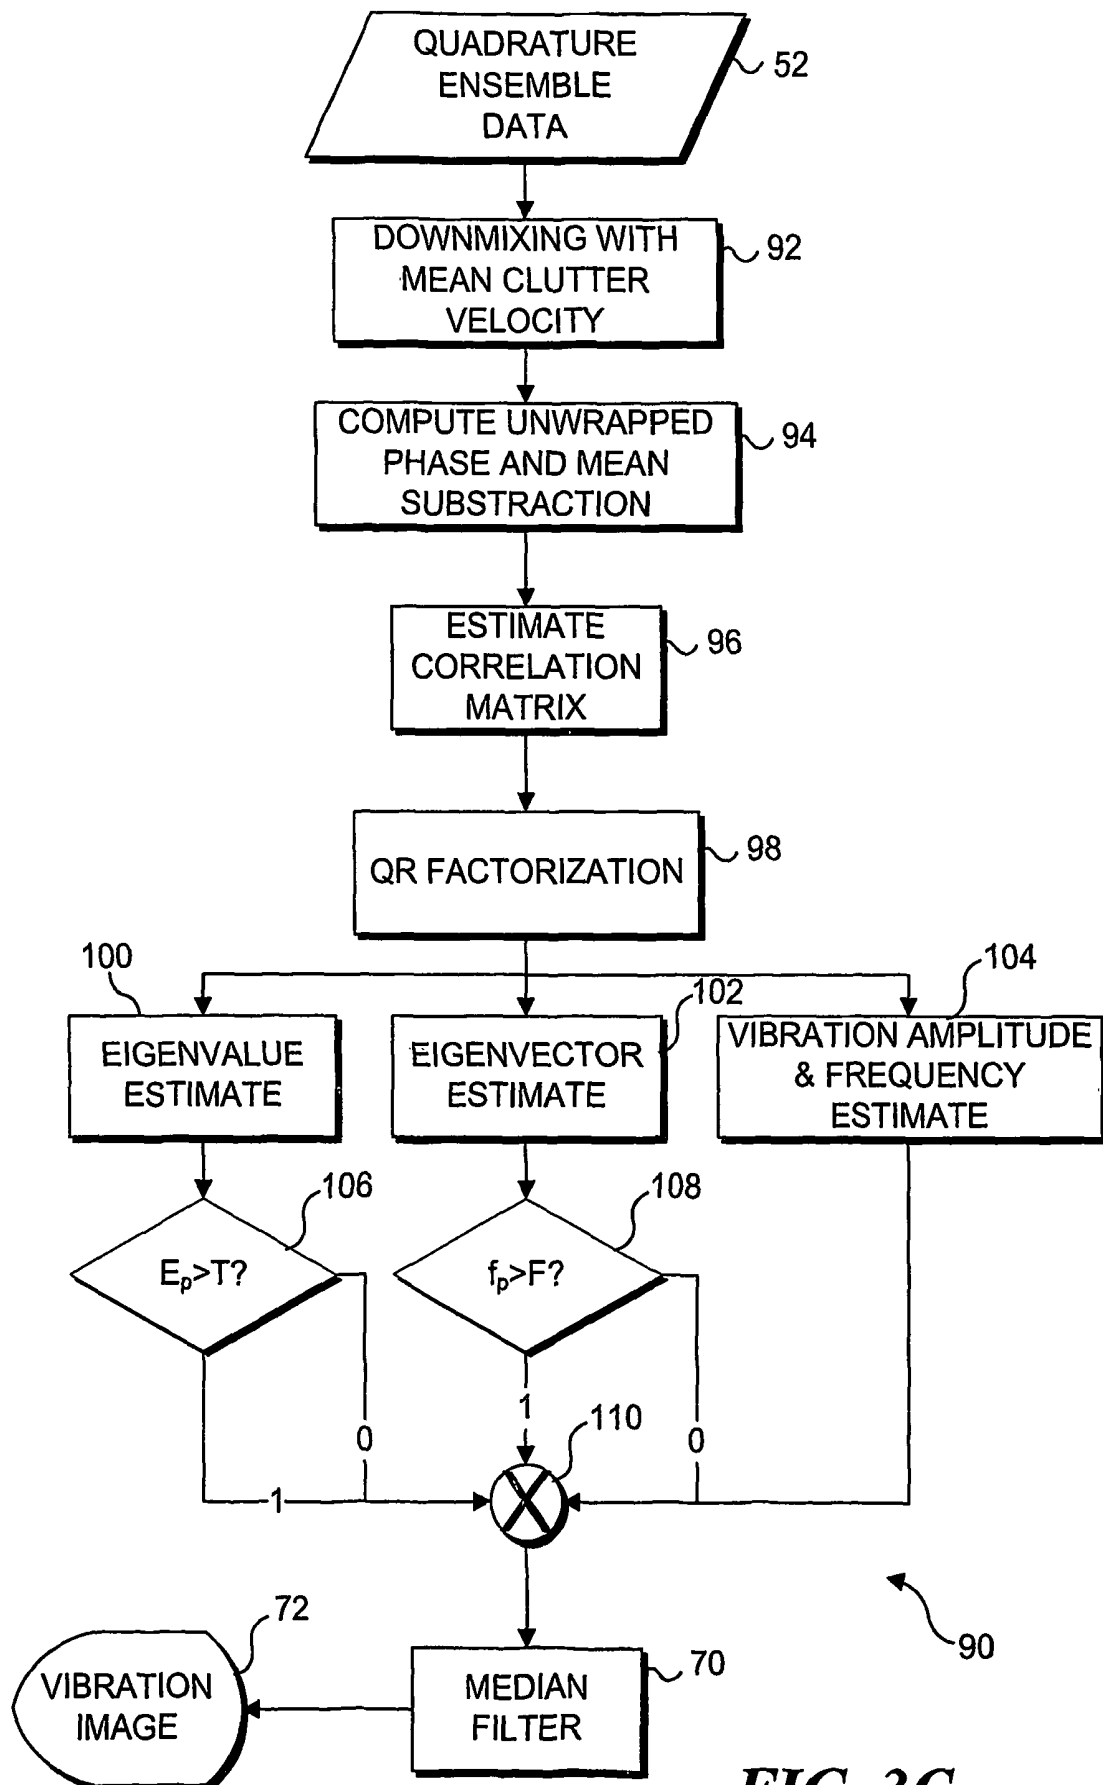 QUADRATURE
ENSEMBLE
DATA
52
DOWNMIXING WITH
MEAN CLUTTER
VELOCITY
92
COMPUTE UNWRAPPED
PHASE AND MEAN
SUBSTRACTION
94
ESTIMATE
CORRELATION
MATRIX
96
QR FACTORIZATION
98
100
EIGENVALUE
ESTIMATE
102
EIGENVECTOR
ESTIMATE
104
VIBRATION AMPLITUDE
& FREQUENCY
ESTIMATE
106
Ep>T?
108
fp>F?
1
0
1
0
110
90
72
VIBRATION
IMAGE
70
MEDIAN
FILTER
FIG. 3C